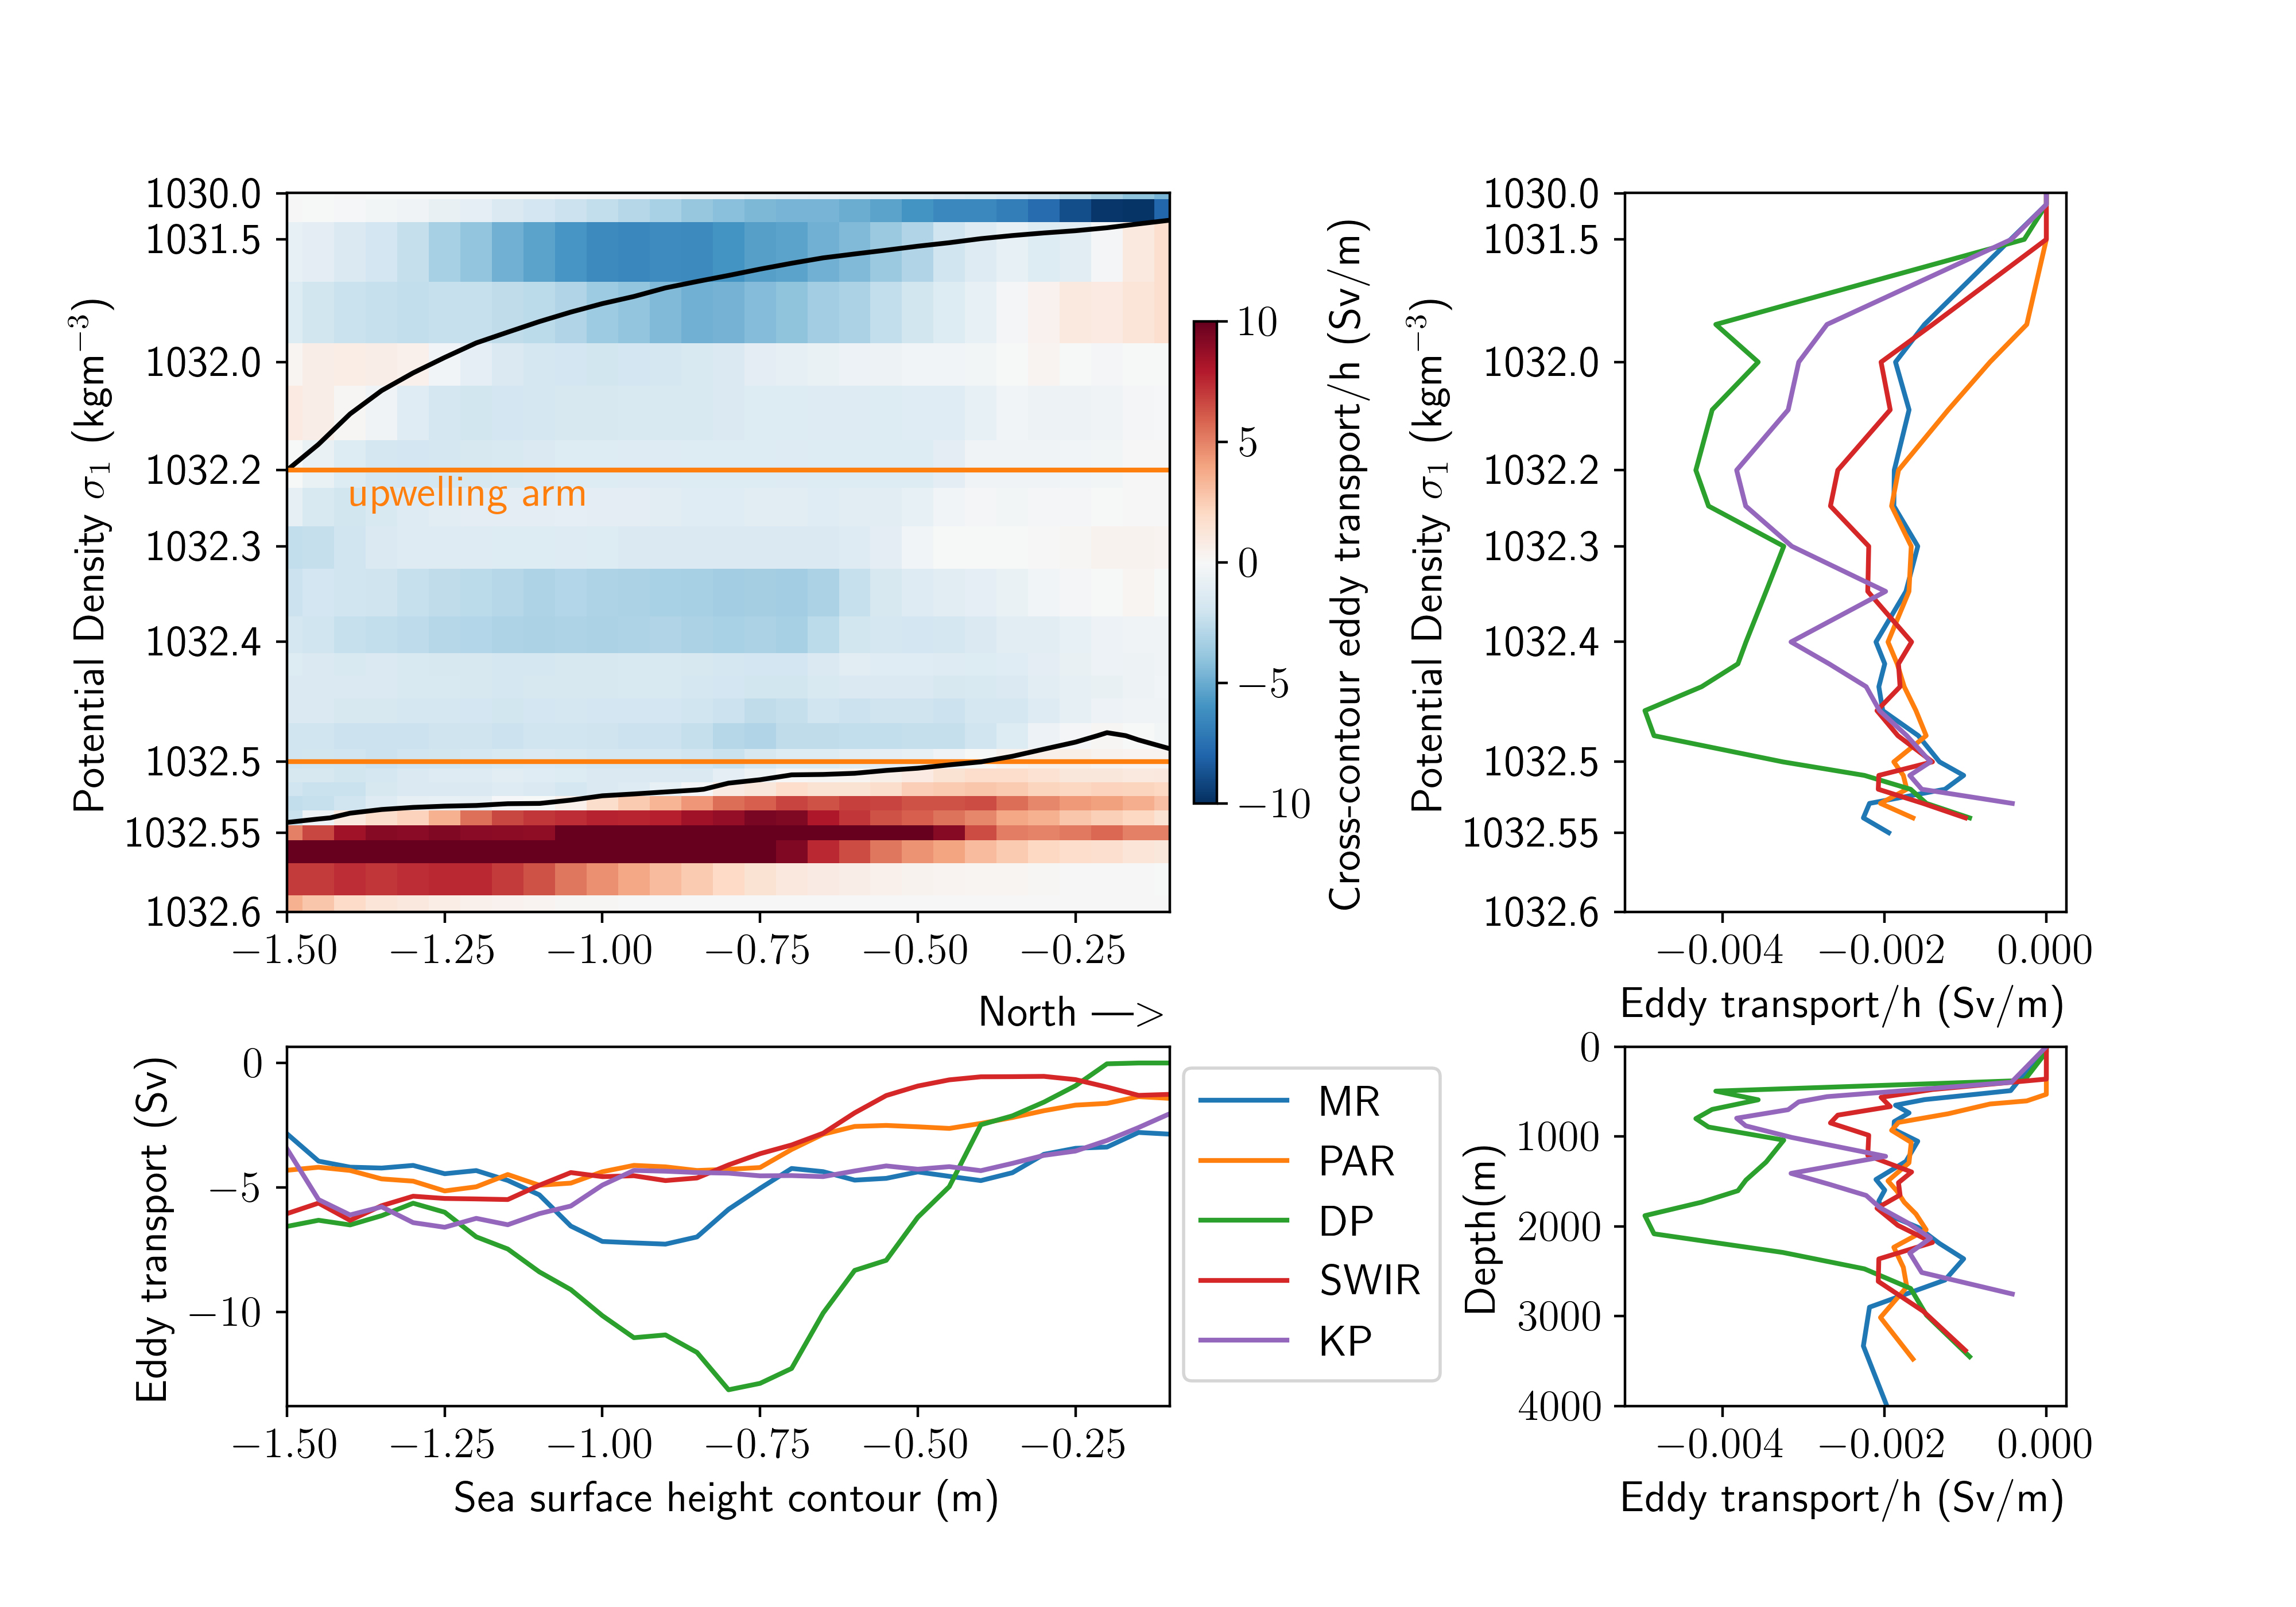 1030.0
1031.5
1032.0
1032.2
1032.3
1032.4
1032.5
1032.55
1032.6
Potential Density σ₁ (kgm⁻³)
upwelling arm
−1.50 −1.25 −1.00 −0.75 −0.50 −0.25
10
5
0
−5
−10
Cross-contour eddy transport/h (Sv/m)
1030.0
1031.5
1032.0
1032.2
1032.3
1032.4
1032.5
1032.55
1032.6
Potential Density σ₁ (kgm⁻³)
−0.004 −0.002 0.000
Eddy transport/h (Sv/m)
North —>
0
−5
−10
Eddy transport (Sv)
−1.50 −1.25 −1.00 −0.75 −0.50 −0.25
Sea surface height contour (m)
MR
PAR
DP
SWIR
KP
0
1000
2000
3000
4000
Depth(m)
−0.004 −0.002 0.000
Eddy transport/h (Sv/m)